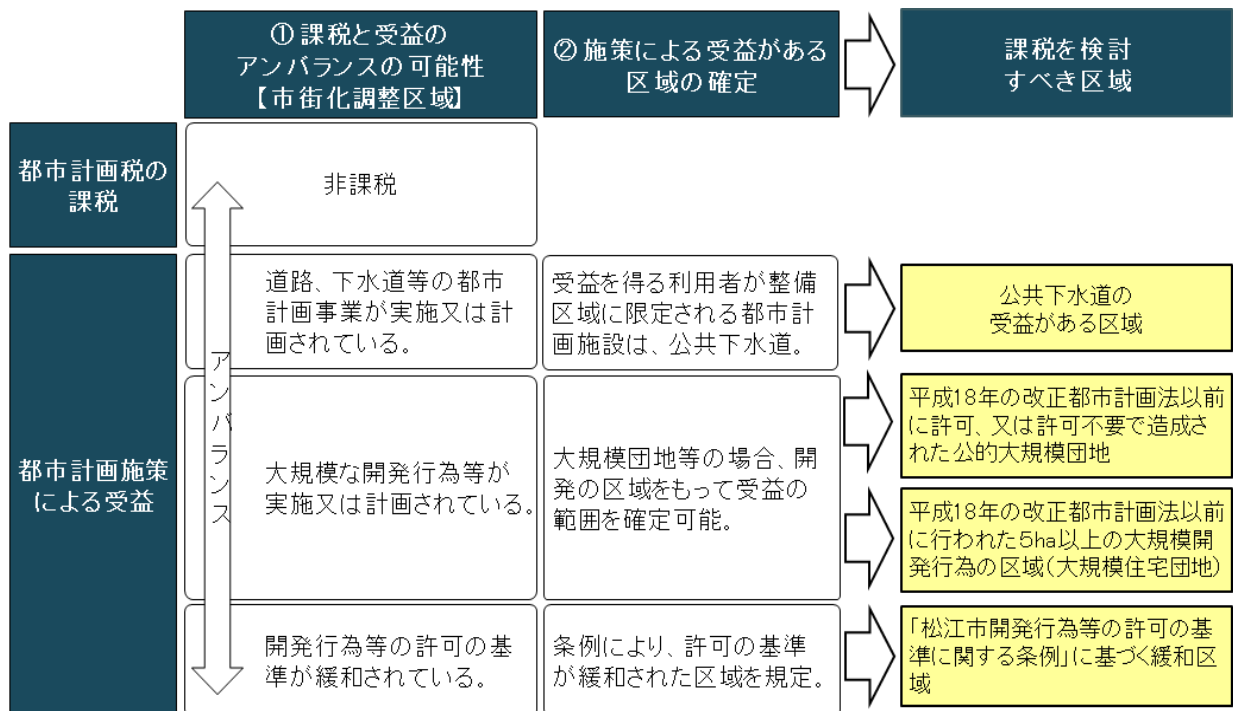 ① 課税と受益の
アンバランスの可能性
【市街化調整区域】
② 施策による受益がある
区域の確定
課税を検討
すべき区域
都市計画税の
課税
非課税
アンバランス
都市計画施策
による受益
道路、下水道等の都市
計画事業が実施又は計
画されている。
受益を得る利用者が整備
区域に限定される都市計
画施設は、公共下水道。
公共下水道の
受益がある区域
大規模な開発行為等が
実施又は計画されている。
大規模団地等の場合、開
発の区域をもって受益の
範囲を確定可能。
平成18年の改正都市計画法以前
に許可、又は許可不要で造成さ
れた公的大規模団地
平成18年の改正都市計画法以前
に行われた5ha以上の大規模開
発行為の区域(大規模住宅団地)
開発行為等の許可の基
準が緩和されている。
条例により、許可の基準
が緩和された区域を規定。
「松江市開発行為等の許可の基
準に関する条例」に基づく緩和区
域